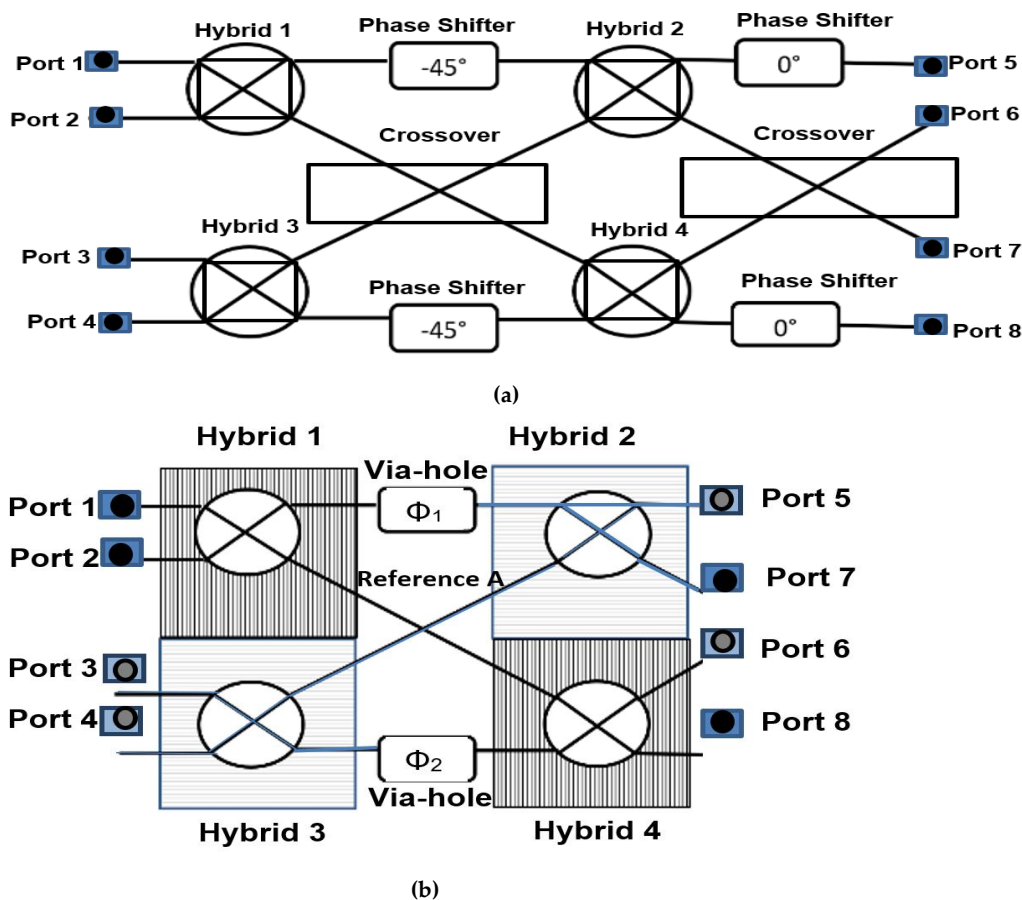 Phase Shifter
Phase Shifter
Hybrid 1
Hybrid 2
Port 1
-45°
0°
Port 5
Port 2
Port 6
Crossover
Crossover
Hybrid 3
Hybrid 4
Port 3
Port 7
Phase Shifter
Phase Shifter
Port 4
-45°
0°
Port 8
(a)
Hybrid 1
Hybrid 2
Via-hole
Port 1
Φ1
Port 5
Port 2
Reference A
Port 7
Port 3
Port 6
Port 4
Port 8
Φ2
Via-hole
Hybrid 3
Hybrid 4
(b)